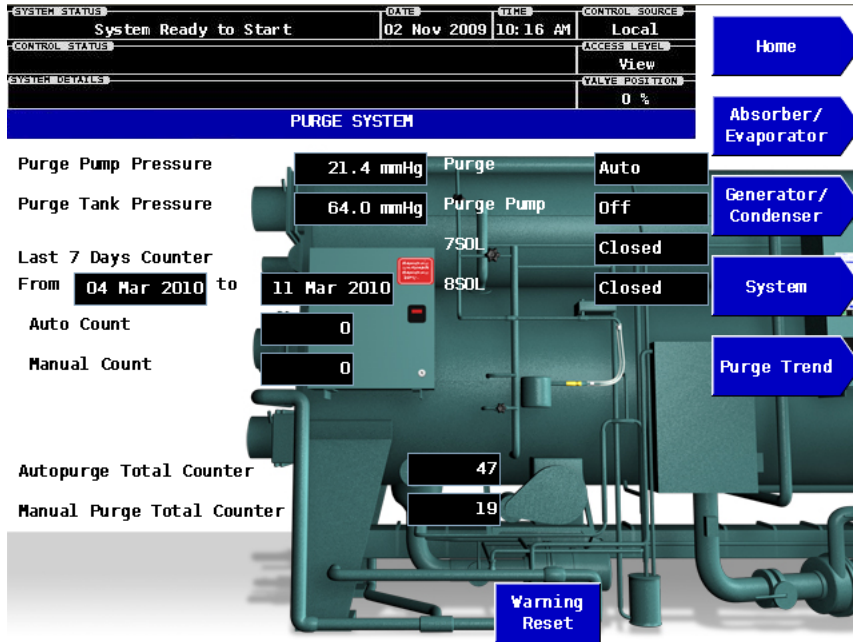 SYSTEM STATUS
System Ready to Start
DATE
02 Nov 2009
TIME
10:16 AM
CONTROL SOURCE
Local
CONTROL STATUS
ACCESS LEVEL
View
SYSTEM DETAILS
VALVE POSITION
0 %
PURGE SYSTEM
Home
Absorber/
Evaporator
Generator/
Condenser
System
Purge Trend
Purge Pump Pressure
21.4 mmHg
Purge
Auto
Purge Tank Pressure
64.0 mmHg
Purge Pump
Off
7SOL
Closed
Last 7 Days Counter
From 04 Mar 2010 to 11 Mar 2010
8SOL
Closed
Auto Count
0
Manual Count
0
Autopurge Total Counter
47
Manual Purge Total Counter
19
Warning
Reset